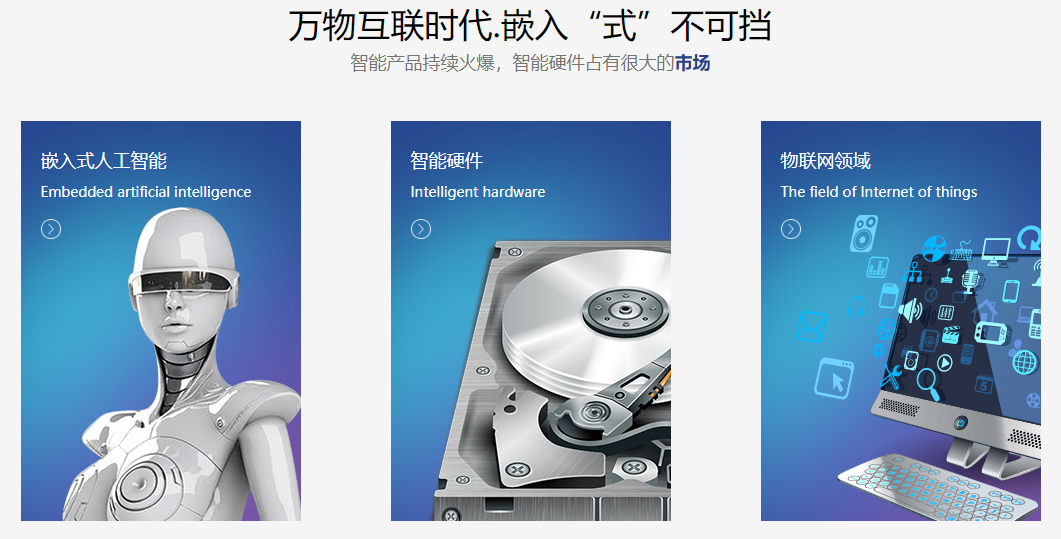 万物互联时代.嵌入“式”不可挡
智能产品持续火爆，智能硬件占有很大的市场
嵌入式人工智能
Embedded artificial intelligence
智能硬件
Intelligent hardware
物联网领域
The field of Internet of things